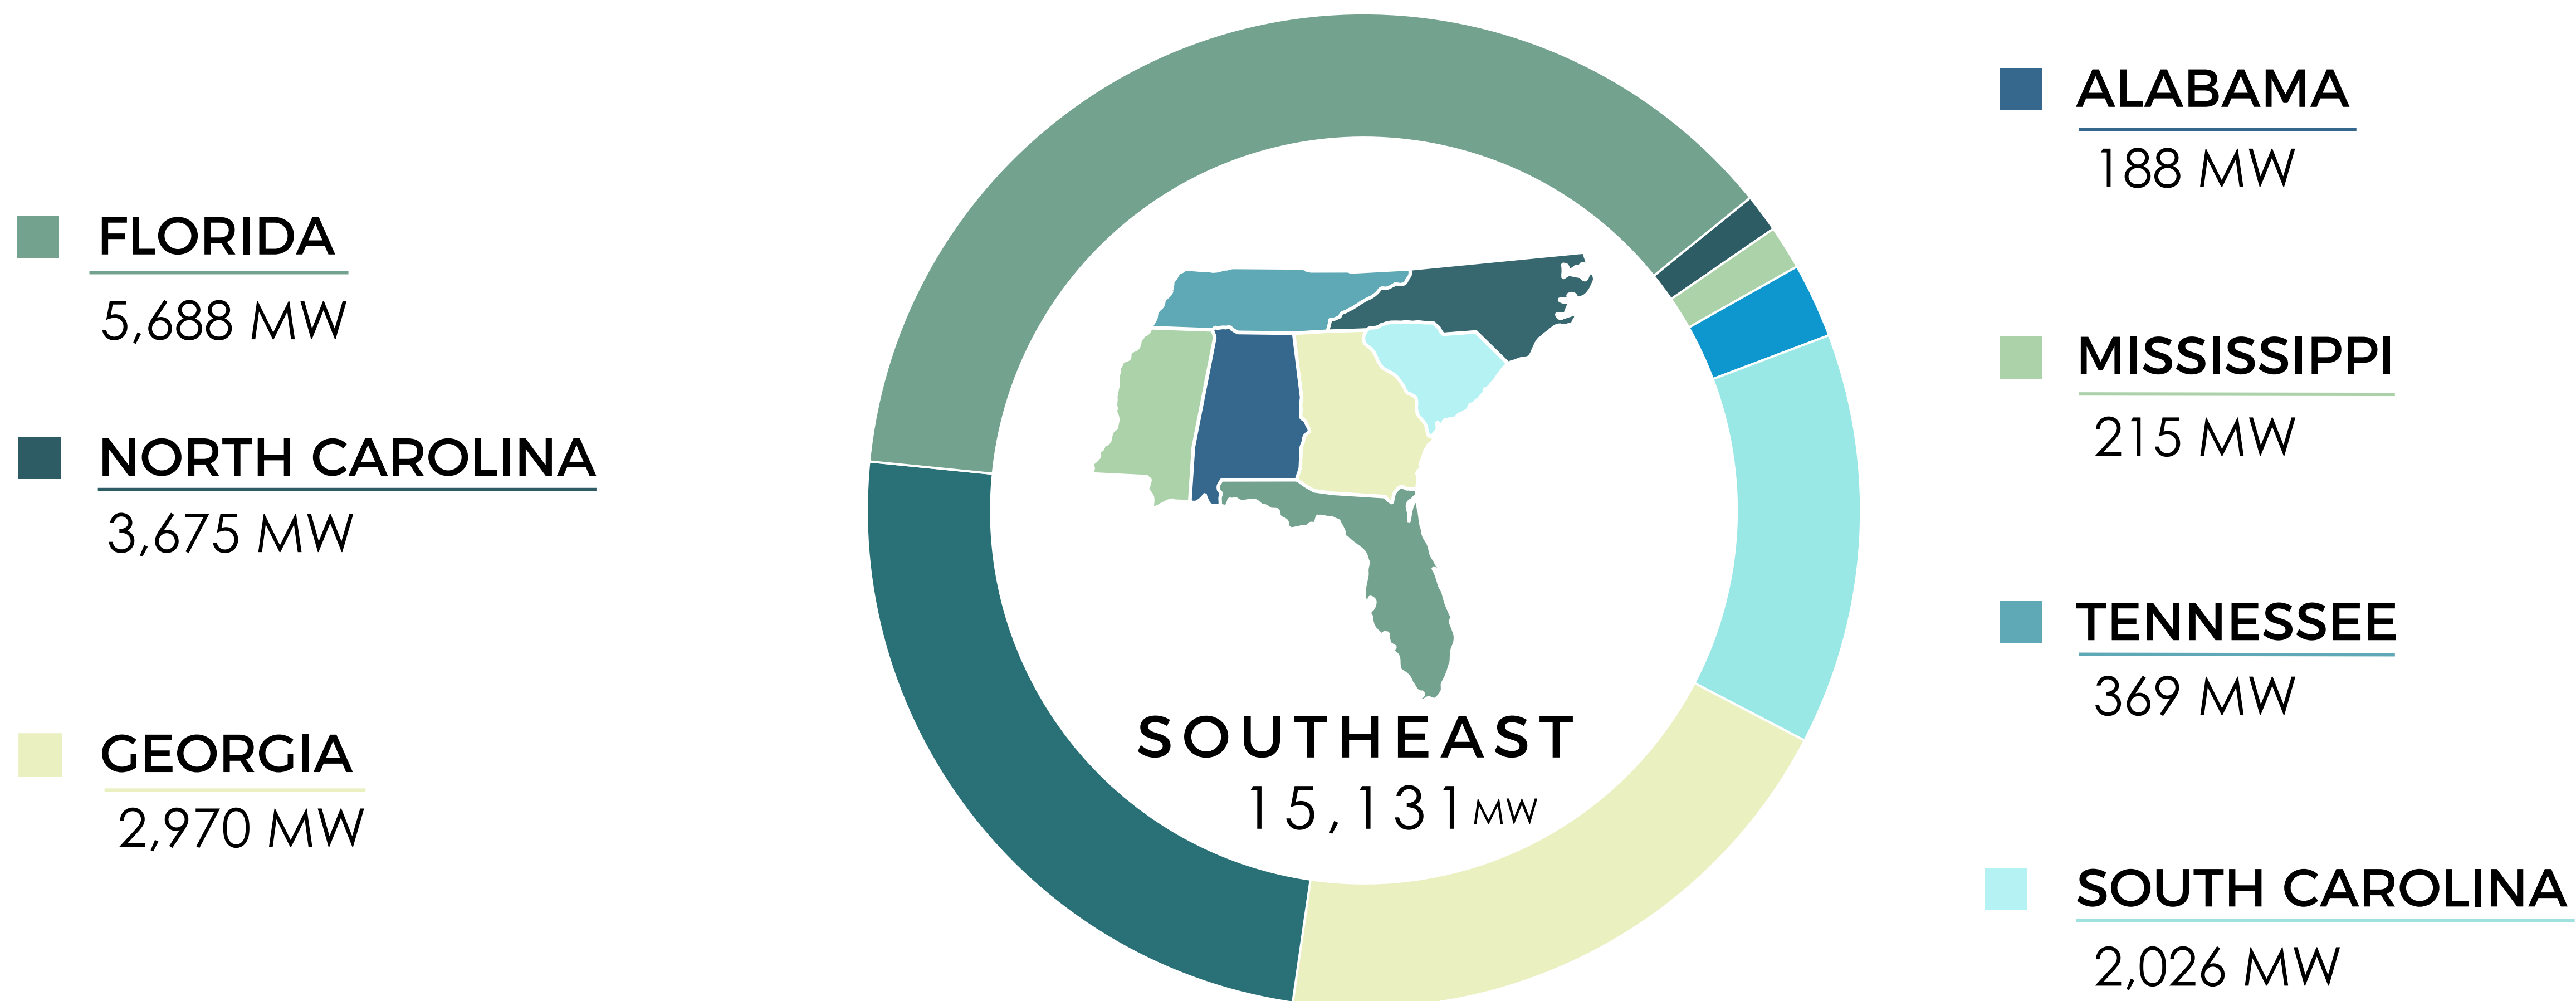 FLORIDA
5,688 MW
NORTH CAROLINA
3,675 MW
GEORGIA
2,970 MW
SOUTHEAST
15,131 MW
ALABAMA
188 MW
MISSISSIPPI
215 MW
TENNESSEE
369 MW
SOUTH CAROLINA
2,026 MW